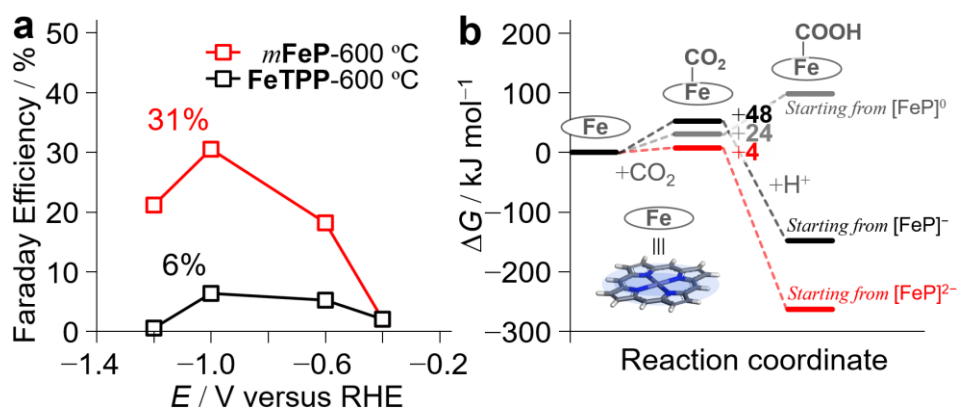 a
Faraday Efficiency / %
50
40
30
20
10
0
mFeP-600 °C
FeTPP-600 °C
31%
6%
−1.4
−1.0
−0.6
−0.2
E / V versus RHE
b
ΔG / kJ mol⁻¹
200
100
0
−100
−200
−300
COOH
Fe
CO₂
Fe
Fe
Starting from [FeP]⁰
+48
+24
+4
+CO₂
+H⁺
Fe
Starting from [FeP]⁻
Starting from [FeP]²⁻
Reaction coordinate